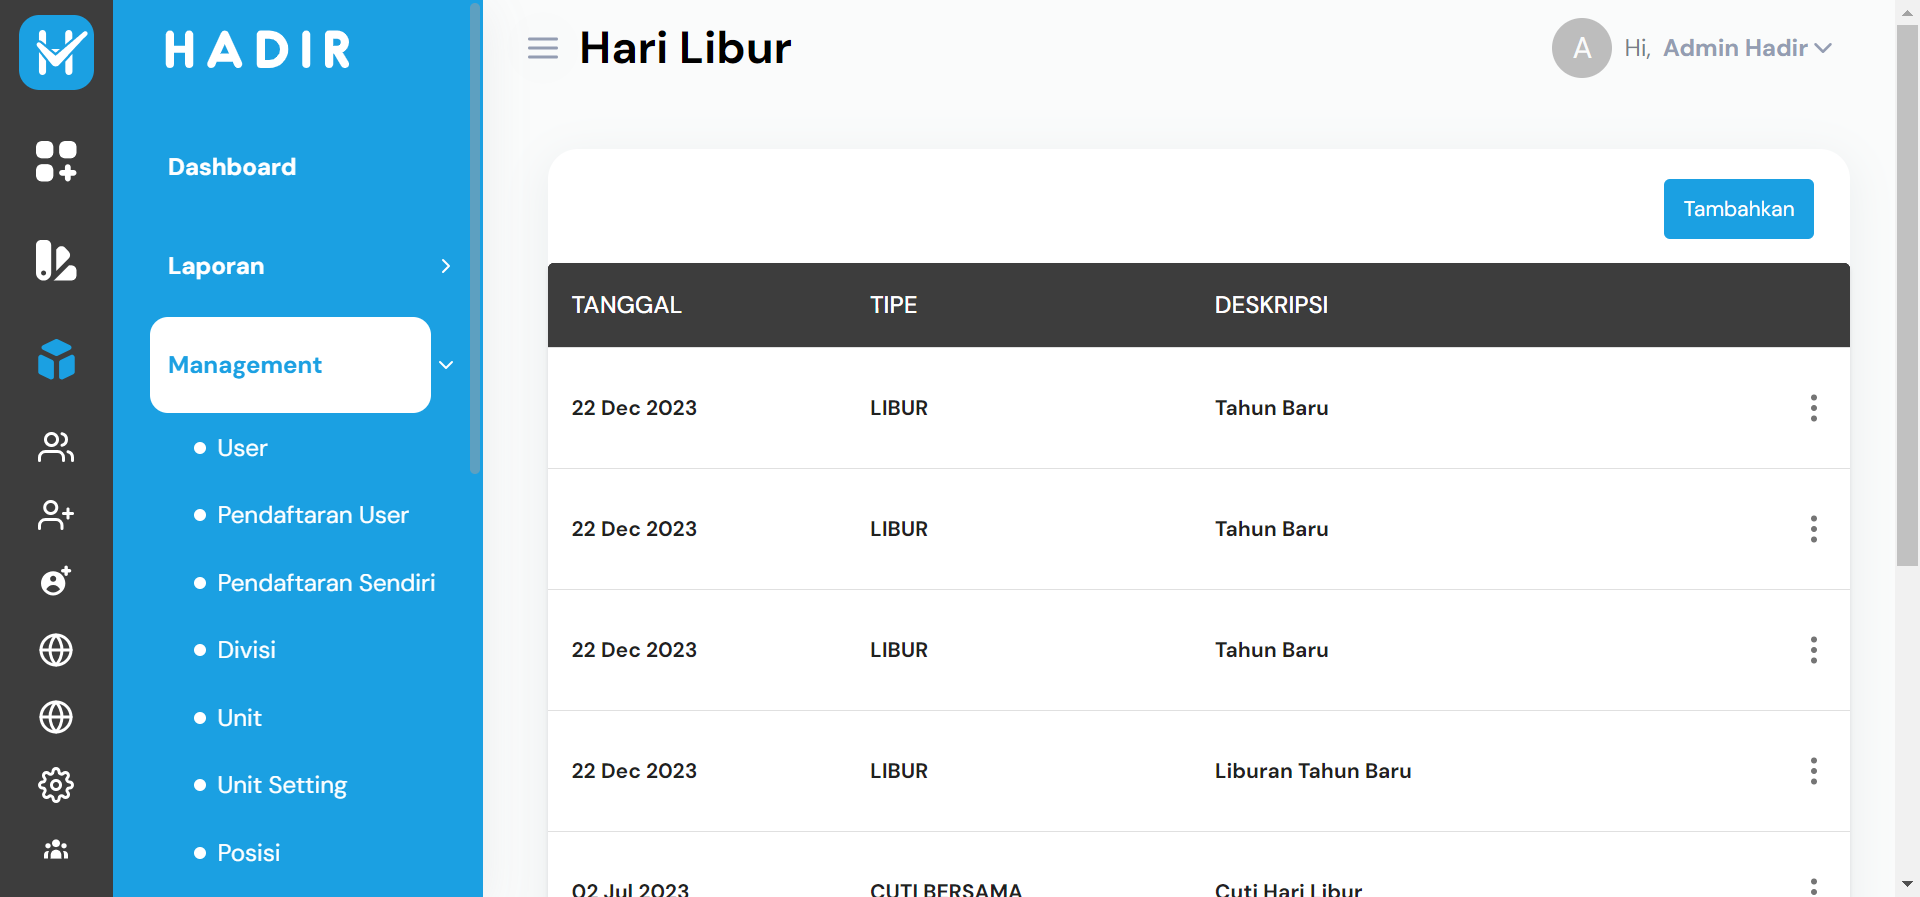 HADIR
Dashboard
Laporan
Management
User
Pendaftaran User
Pendaftaran Sendiri
Divisi
Unit
Unit Setting
Posisi
Hari Libur
A Hi, Admin Hadir
Tambahkan
TANGGAL TIPE DESKRIPSI
22 Dec 2023 LIBUR Tahun Baru
22 Dec 2023 LIBUR Tahun Baru
22 Dec 2023 LIBUR Tahun Baru
22 Dec 2023 LIBUR Liburan Tahun Baru
02 Jul 2023 CUTI BERSAMA Cuti Hari Libur